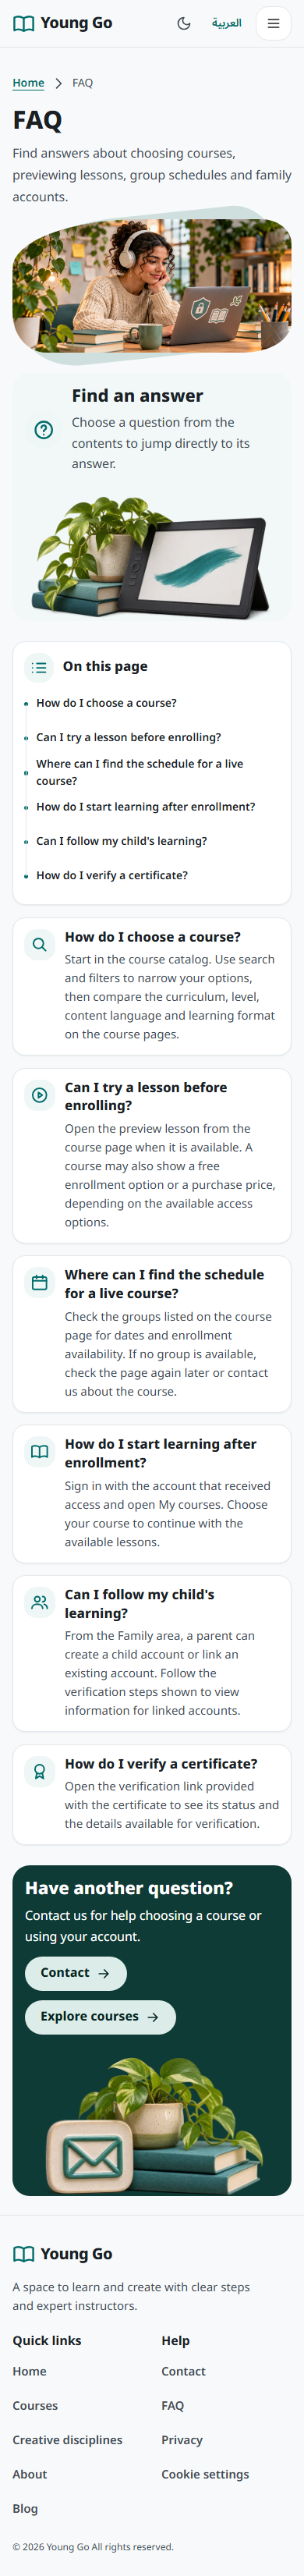 Young Go
العربية
Home > FAQ
FAQ
Find answers about choosing courses,
previewing lessons, group schedules and family
accounts.
Find an answer
Choose a question from the
contents to jump directly to its
answer.
On this page
How do I choose a course?
Can I try a lesson before enrolling?
Where can I find the schedule for a live
course?
How do I start learning after enrollment?
Can I follow my child's learning?
How do I verify a certificate?
How do I choose a course?
Start in the course catalog. Use search
and filters to narrow your options,
then compare the curriculum, level,
content language and learning format
on the course pages.
Can I try a lesson before
enrolling?
Open the preview lesson from the
course page when it is available. A
course may also show a free
enrollment option or a purchase price,
depending on the available access
options.
Where can I find the schedule
for a live course?
Check the groups listed on the course
page for dates and enrollment
availability. If no group is available,
check the page again later or contact
us about the course.
How do I start learning after
enrollment?
Sign in with the account that received
access and open My courses. Choose
your course to continue with the
available lessons.
Can I follow my child's
learning?
From the Family area, a parent can
create a child account or link an
existing account. Follow the
verification steps shown to view
information for linked accounts.
How do I verify a certificate?
Open the verification link provided
with the certificate to see its status and
the details available for verification.
Have another question?
Contact us for help choosing a course or
using your account.
Contact →
Explore courses →
Young Go
A space to learn and create with clear steps
and expert instructors.
Quick links
Home
Courses
Creative disciplines
About
Blog
Help
Contact
FAQ
Privacy
Cookie settings
© 2026 Young Go All rights reserved.